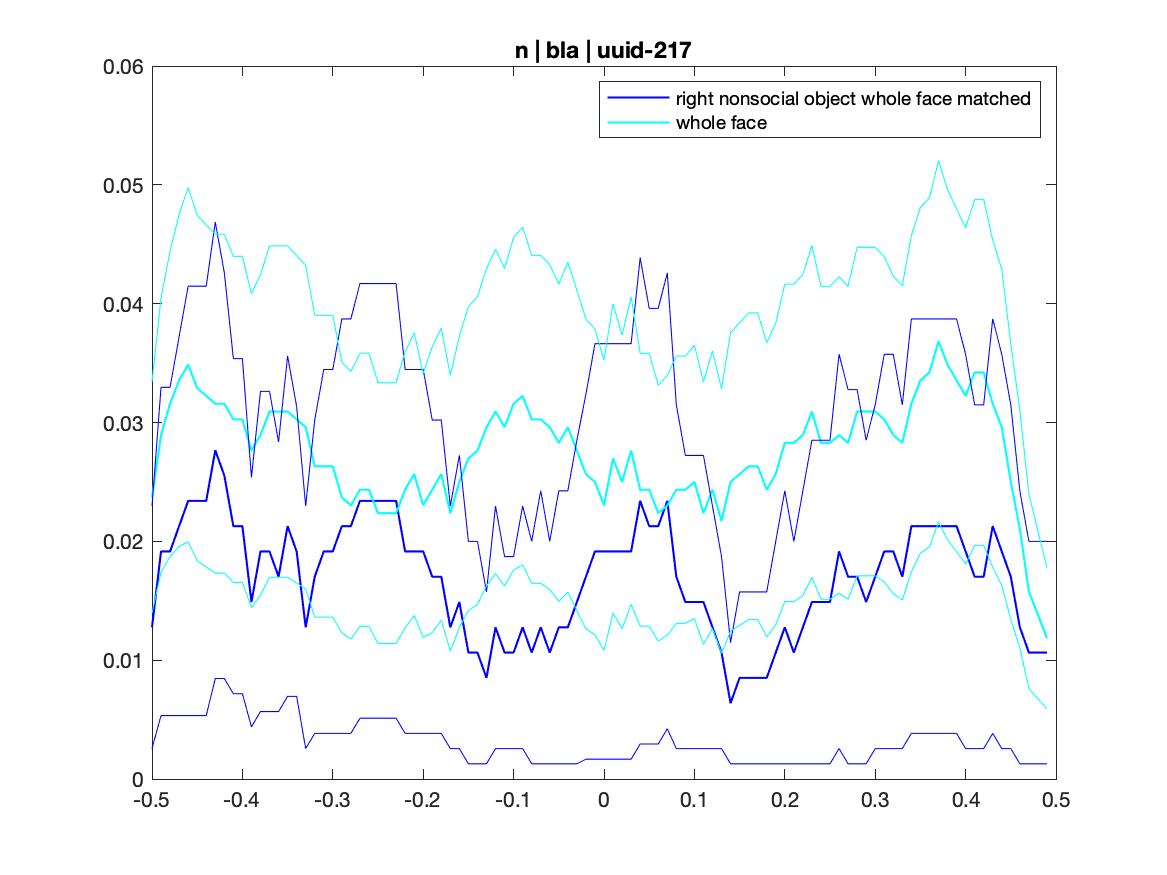 n | bla | uuid-217
right nonsocial object whole face matched
whole face
0.06
0.05
0.04
0.03
0.02
0.01
0
-0.5 -0.4 -0.3 -0.2 -0.1 0 0.1 0.2 0.3 0.4 0.5